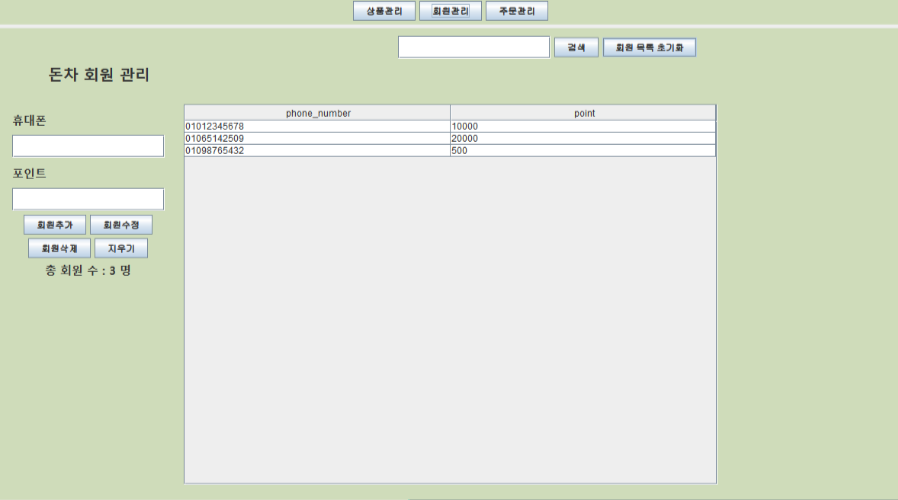 상품관리 회원관리 주문관리
검색 회원 목록 초기화
돈차 회원 관리
휴대폰
포인트
회원추가 회원수정
회원삭제 지우기
총 회원 수 : 3 명
phone_number point
01012345678 10000
01065142509 20000
01098765432 500